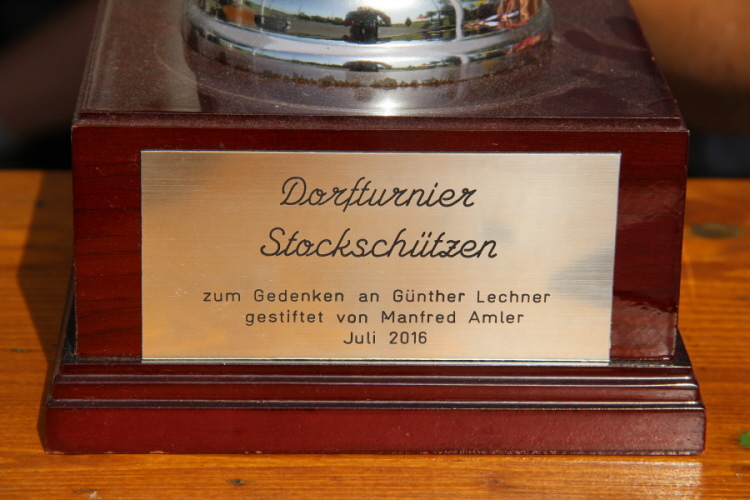 Dorfturnier
Stockschützen
zum Gedenken an Günther Lechner
gestiftet von Manfred Amler
Juli 2016